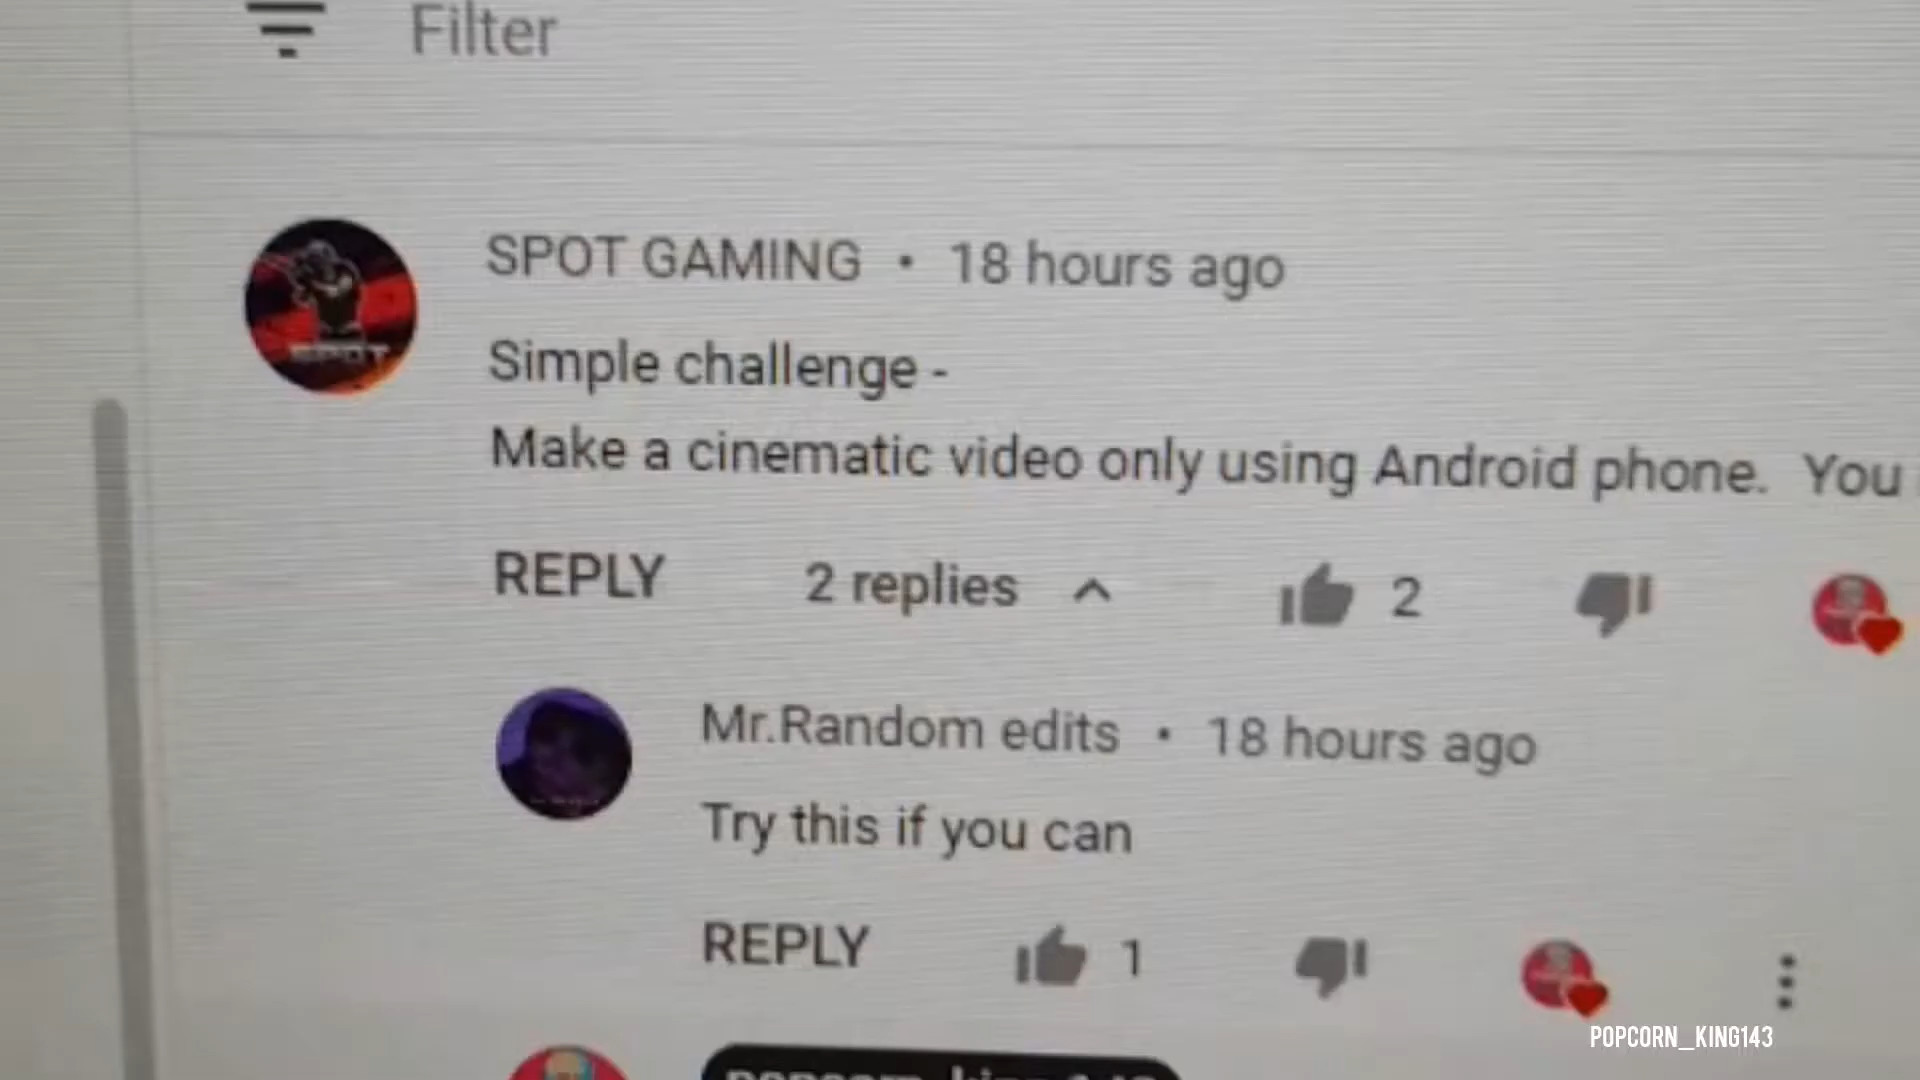 Filter
SPOT GAMING • 18 hours ago
SPOT
Simple challenge -
Make a cinematic video only using Android phone. You
REPLY 2 replies 2
Mr.Random edits • 18 hours ago
Try this if you can
REPLY 1
POPCORN_KING143